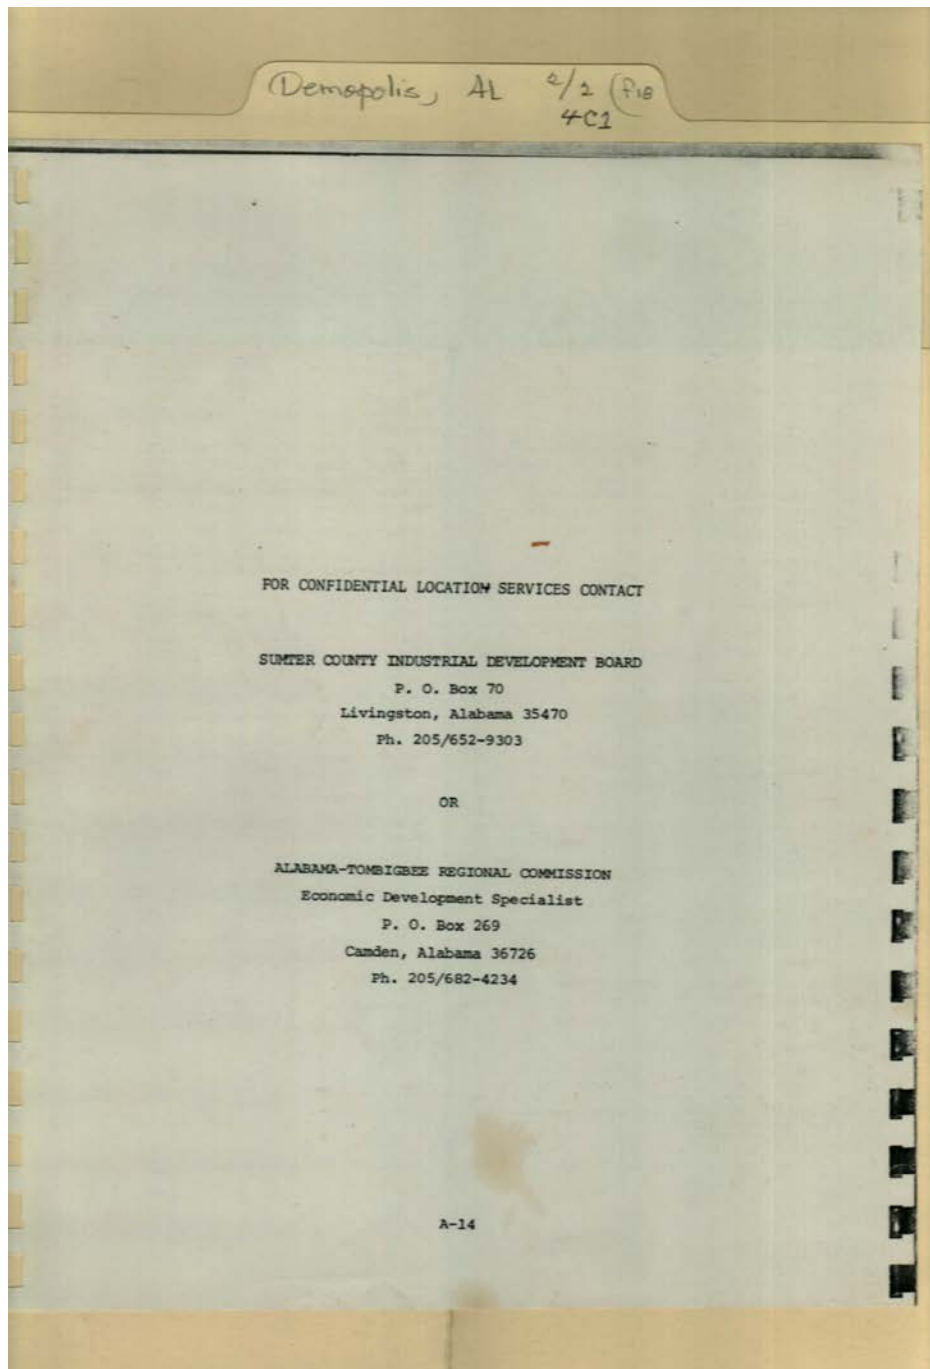 Demopolis, AL 2/2
4C1
FOR CONFIDENTIAL LOCATION SERVICES CONTACT
SUMTER COUNTY INDUSTRIAL DEVELOPMENT BOARD
P. O. Box 70
Livingston, Alabama 35470
Ph. 205/652-9303
OR
ALABAMA-TOMBIGBEE REGIONAL COMMISSION
Economic Development Specialist
P. O. Box 269
Camden, Alabama 36726
Ph. 205/682-4234
A-14